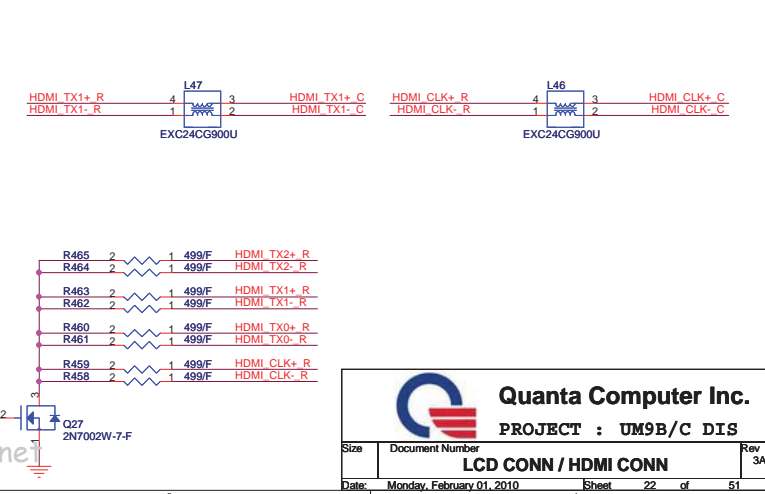 L47
HDMI_TX1+_R 4 3 HDMI_TX1+_C
HDMI_TX1-_R 1 2 HDMI_TX1-_C
EXC24CG900U
L46
HDMI_CLK+_R 4 3 HDMI_CLK+_C
HDMI_CLK-_R 1 2 HDMI_CLK-_C
EXC24CG900U
R465 2 1 499/F HDMI_TX2+_R
R464 2 1 499/F HDMI_TX2-_R
R463 2 1 499/F HDMI_TX1+_R
R462 2 1 499/F HDMI_TX1-_R
R460 2 1 499/F HDMI_TX0+_R
R461 2 1 499/F HDMI_TX0-_R
R459 2 1 499/F HDMI_CLK+_R
R458 2 1 499/F HDMI_CLK-_R
3
2
Q27
2N7002W-7-F
1
net
Quanta Computer Inc.
PROJECT : UM9B/C DIS
Size Document Number Rev
LCD CONN / HDMI CONN 3A
Date: Monday, February 01, 2010 Sheet 22 of 51